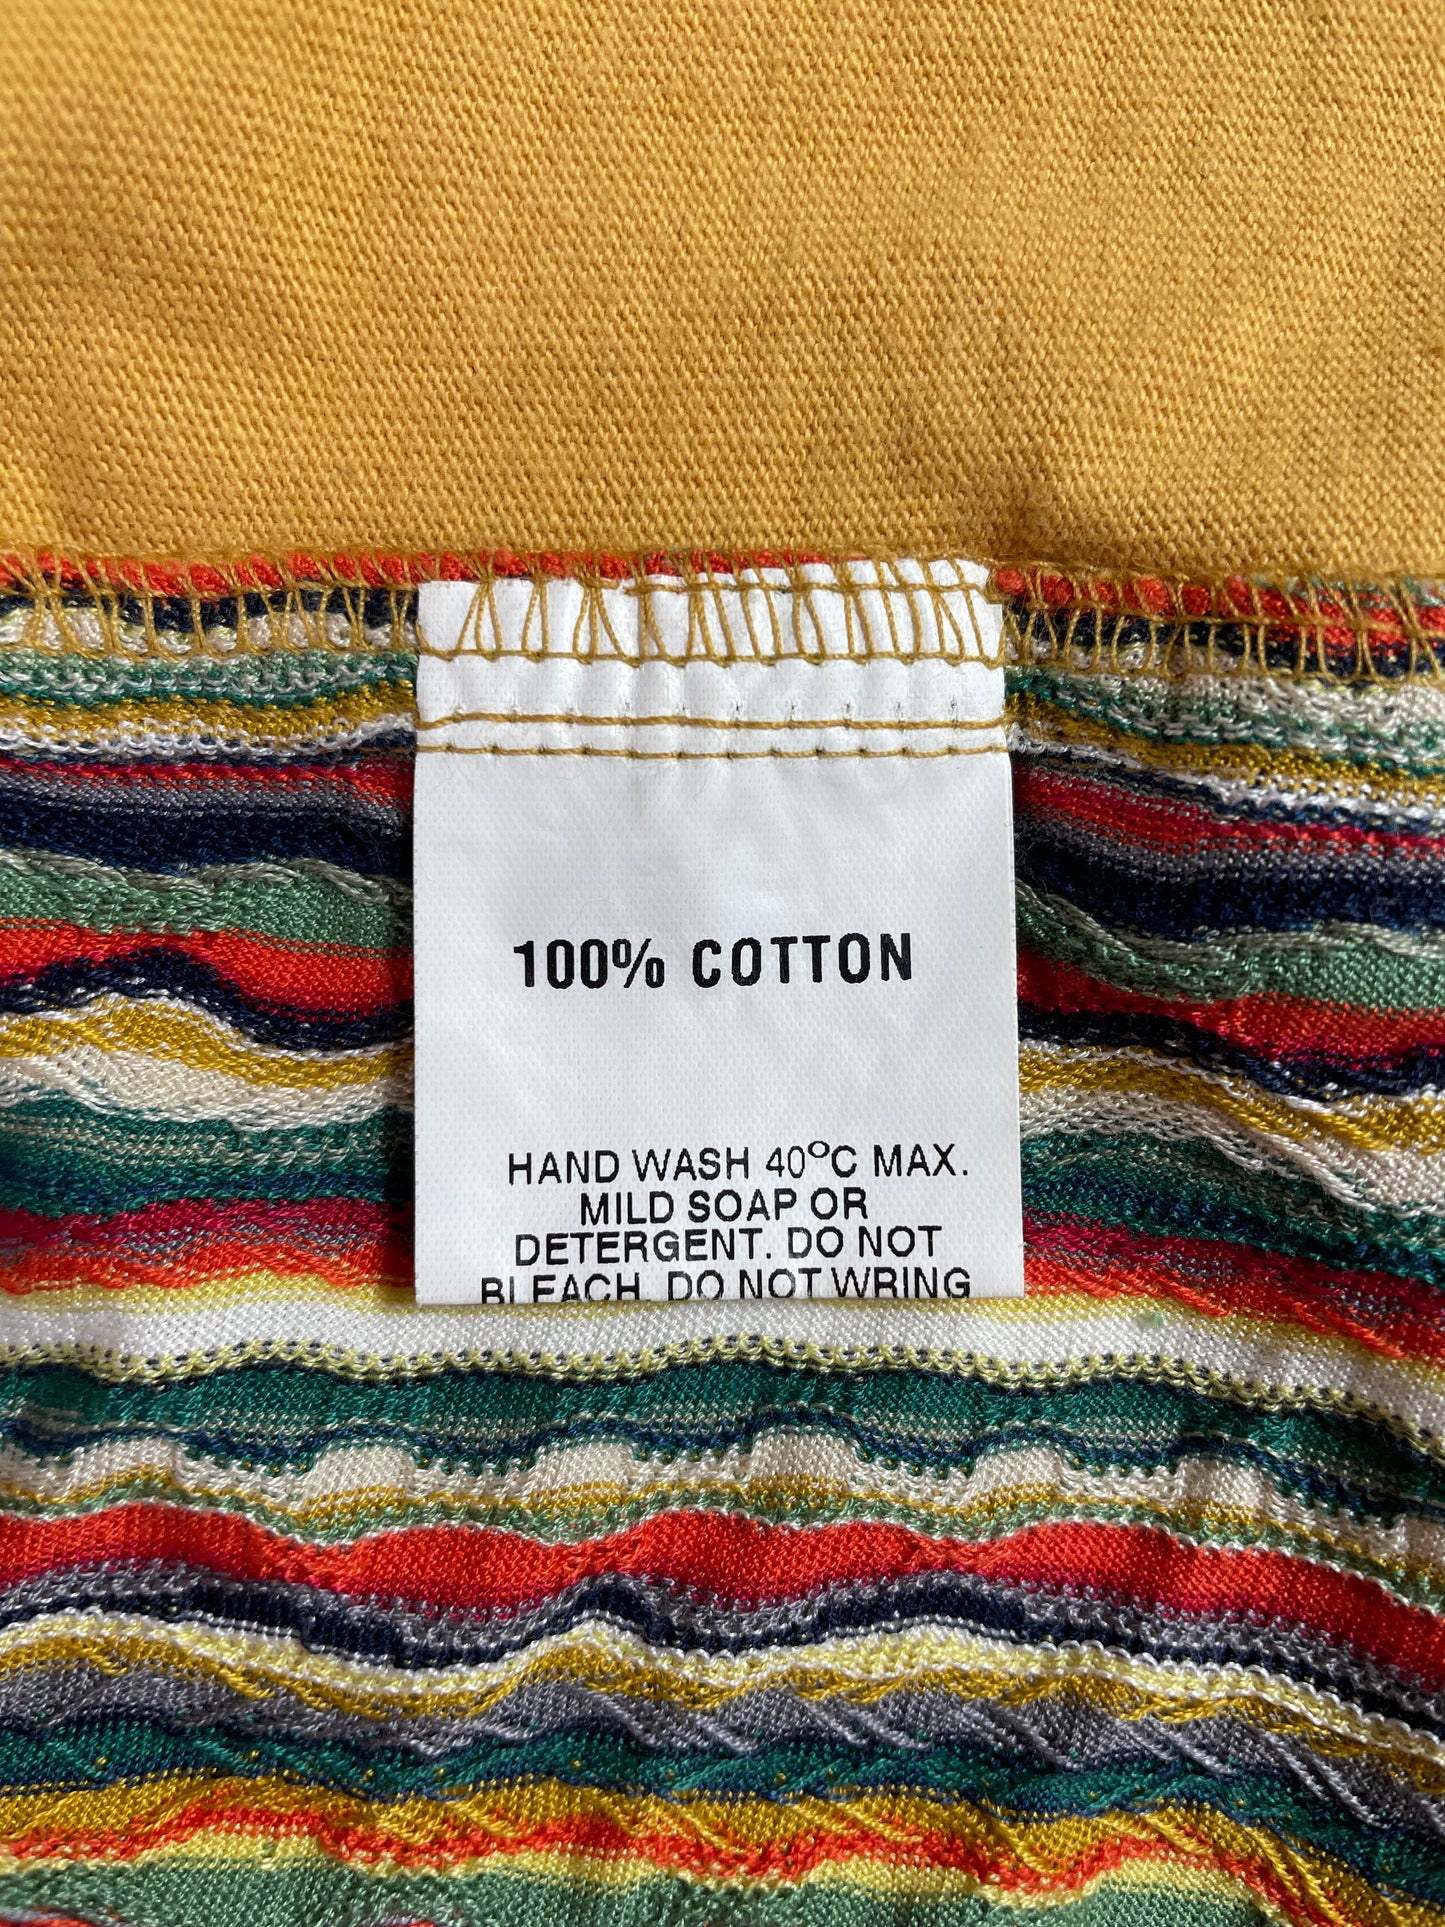 100% COTTON
HAND WASH 40°C MAX.
MILD SOAP OR
DETERGENT. DO NOT
BLEACH. DO NOT WRING